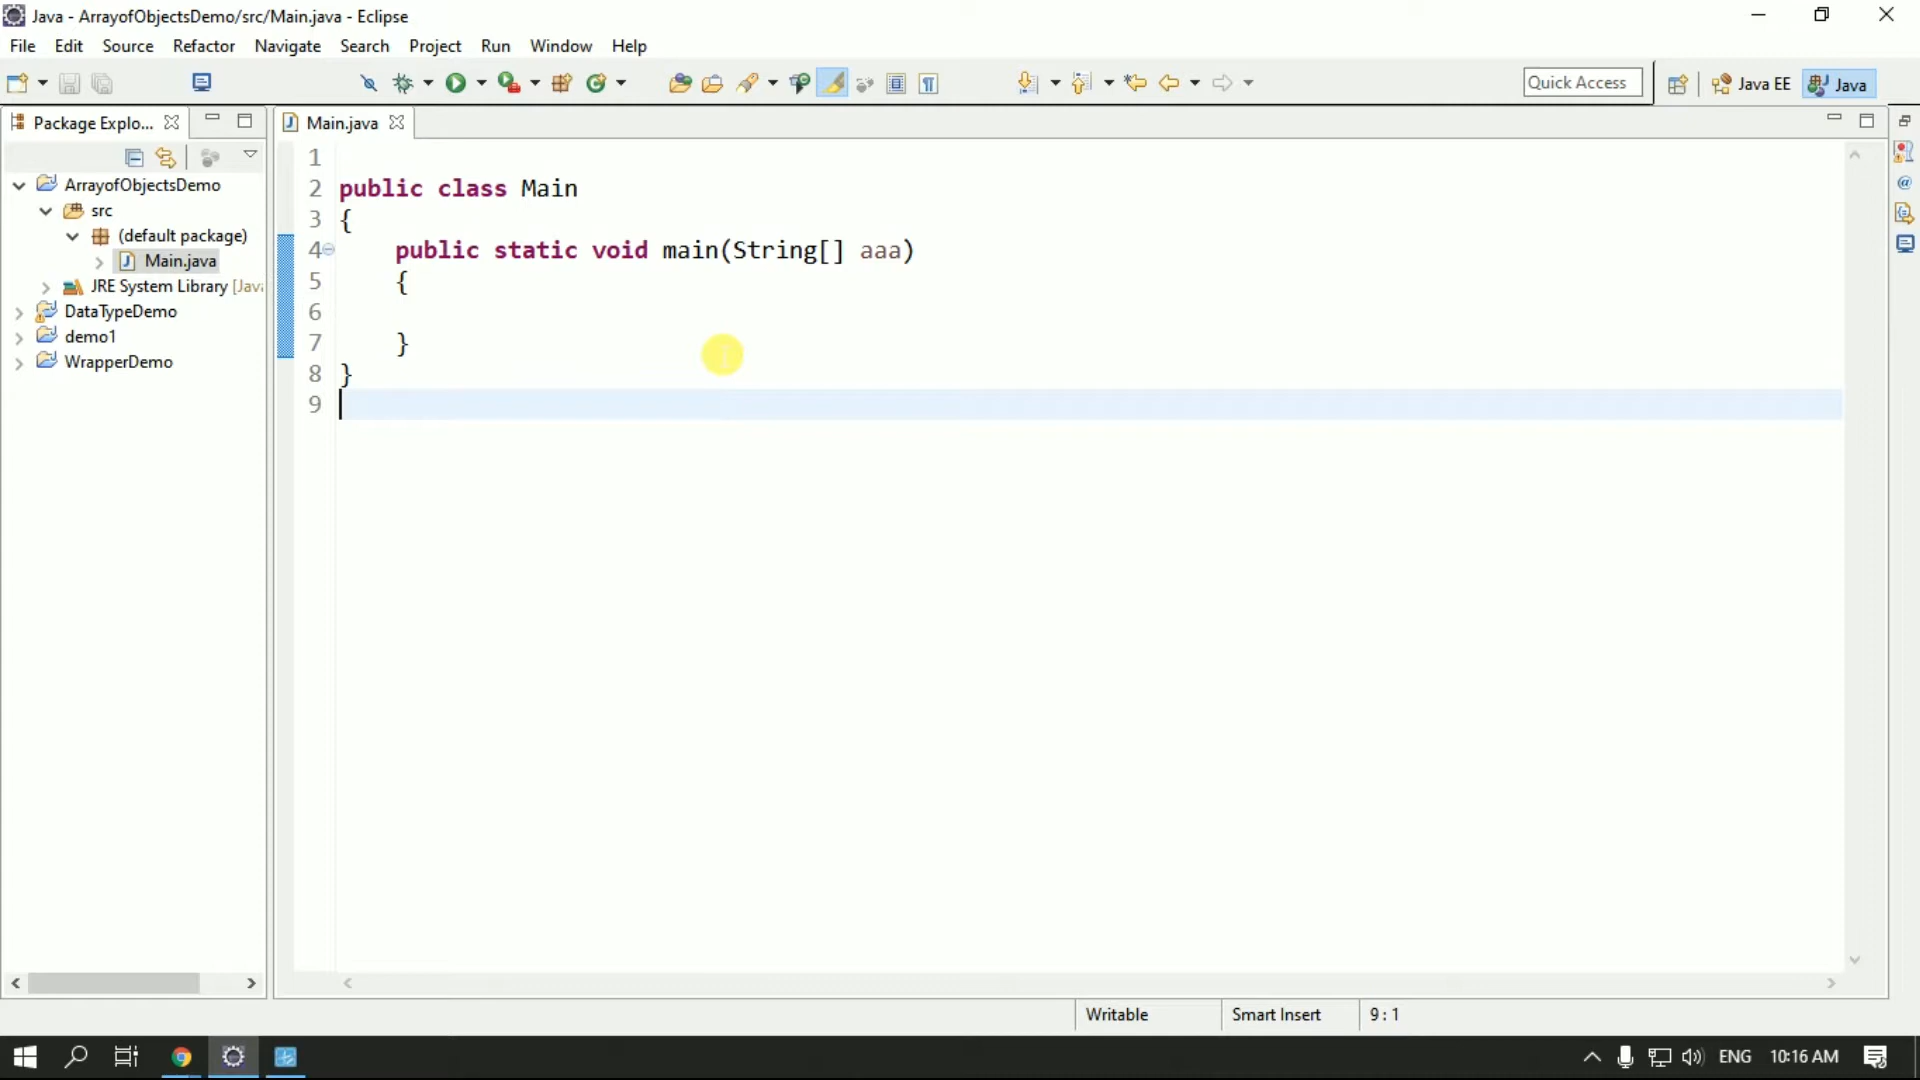 Java - ArrayofObjectsDemo/src/Main.java - Eclipse
File Edit Source Refactor Navigate Search Project Run Window Help
Quick Access
Java EE
Java
Package Explo...
Main.java
ArrayofObjectsDemo
src
(default package)
Main.java
JRE System Library [Java
DataTypeDemo
demo1
WrapperDemo
1
2 public class Main
3 {
4 public static void main(String[] aaa)
5 {
6
7 }
8 }
9
Writable Smart Insert 9 : 1
ENG 10:16 AM